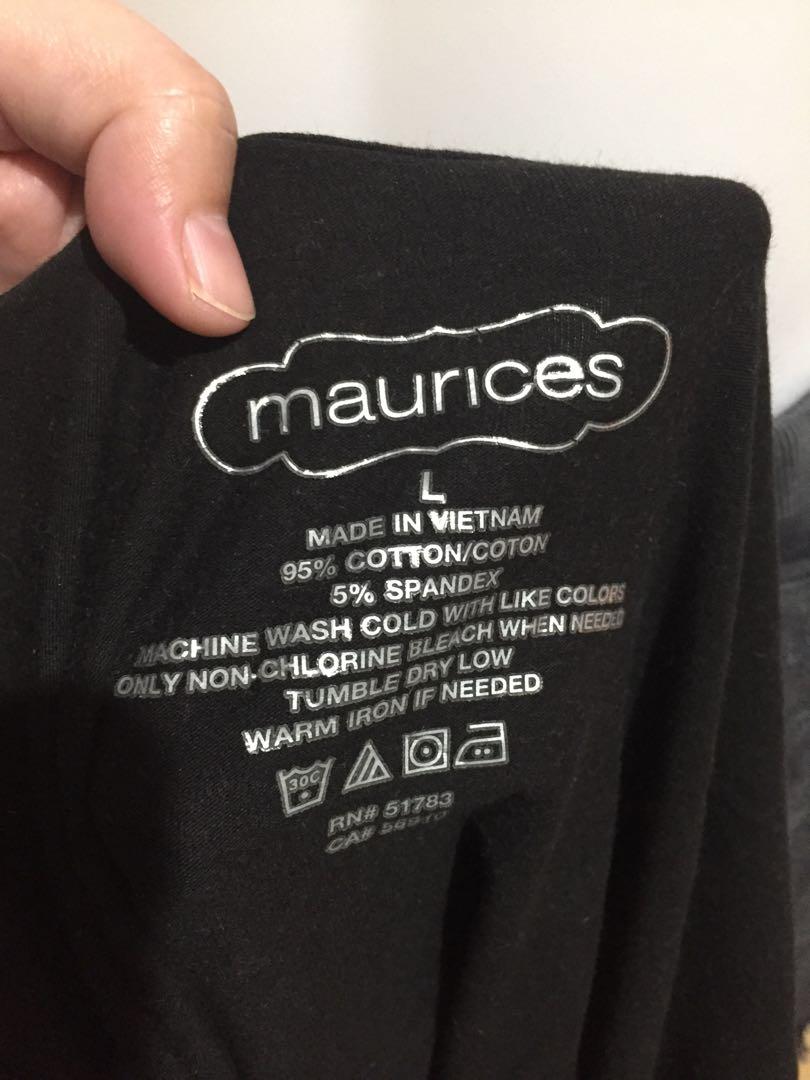 maurices
L
MADE IN VIETNAM
95% COTTON/COTON
5% SPANDEX
MACHINE WASH COLD WITH LIKE COLORS
ONLY NON-CHLORINE BLEACH WHEN NEEDED
TUMBLE DRY LOW
WARM IRON IF NEEDED
30C
RN# 51783
CA#